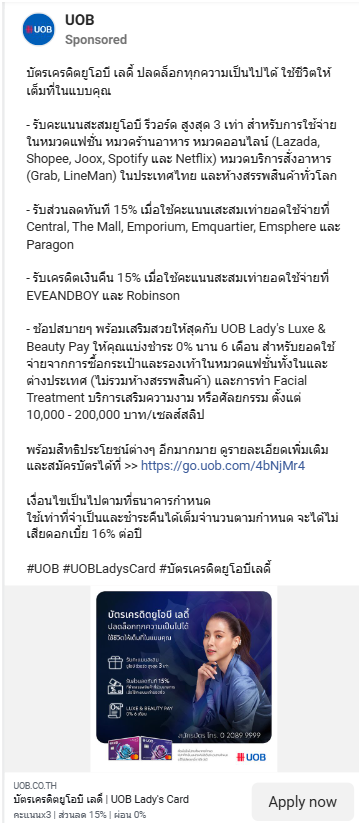 UOB
Sponsored
บัตรเครดิตยูโอบี เลดี้ ปลดล็อกทุกความเป็นไปได้ ใช้ชีวิตให้
เต็มที่ในแบบคุณ
- รับคะแนนสะสมยูโอบี รีวอร์ด สูงสุด 3 เท่า สำหรับการใช้จ่าย
ในหมวดแฟชั่น หมวดร้านอาหาร หมวดออนไลน์ (Lazada,
Shopee, Joox, Spotify และ Netflix) หมวดบริการสั่งอาหาร
(Grab, LineMan) ในประเทศไทย และห้างสรรพสินค้าทั่วโลก
- รับส่วนลดทันที 15% เมื่อใช้คะแนนเสะสมเท่ายอดใช้จ่ายที่
Central, The Mall, Emporium, Emquartier, Emsphere และ
Paragon
- รับเครดิตเงินคืน 15% เมื่อใช้คะแนนสะสมเท่ายอดใช้จ่ายที่
EVEANDBOY และ Robinson
- ช้อปสบายๆ พร้อมเสริมสวยให้สุดกับ UOB Lady's Luxe &
Beauty Pay ให้คุณแบ่งชำระ 0% นาน 6 เดือน สำหรับยอดใช้
จ่ายจากการซื้อกระเป๋าและรองเท้าในหมวดแฟชั่นทั้งในและ
ต่างประเทศ (ไม่รวมห้างสรรพสินค้า) และการทำ Facial
Treatment บริการเสริมความงาม หรือศัลยกรรม ตั้งแต่
10,000 - 200,000 บาท/เซลส์สลิป
พร้อมสิทธิประโยชน์ต่างๆ อีกมากมาย ดูรายละเอียดเพิ่มเติม
และสมัครบัตรได้ที่ >> https://go.uob.com/4bNjMr4
เงื่อนไขเป็นไปตามที่ธนาคารกำหนด
ใช้เท่าที่จำเป็นและชำระคืนได้เต็มจำนวนตามกำหนด จะได้ไม่
เสียดอกเบี้ย 16% ต่อปี
#UOB #UOBLadysCard #บัตรเครดิตยูโอบีเลดี้
บัตรเครดิตยูโอบี เลดี้
ปลดล็อกทุกความเป็นไปได้
ใช้ชีวิตให้เต็มที่ในแบบคุณ
รับคะแนนสะสม
สูงสุด 3 เท่า
รับส่วนลดทันที 15%
LUXE & BEAUTY PAY
0% 6 เดือน
สมัครบัตร โทร. 0 2089 9999
UOB
UOB.CO.TH
บัตรเครดิตยูโอบี เลดี้ | UOB Lady's Card
คะแนนx3 | ส่วนลด 15% | ผ่อน 0%
Apply now